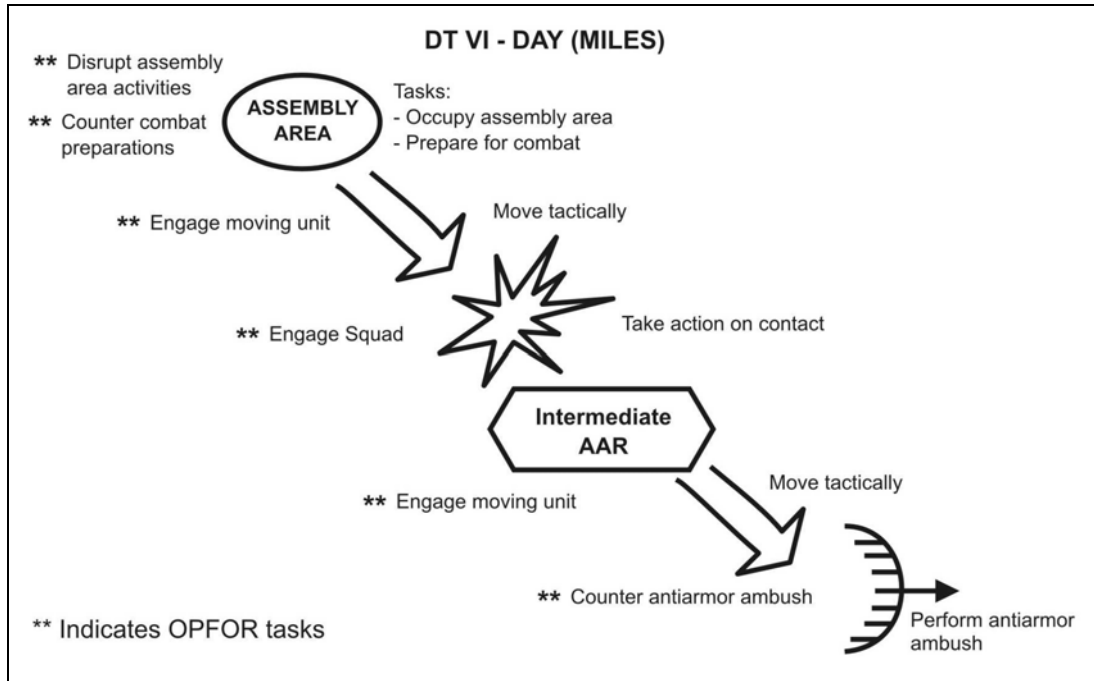 DT VI - DAY (MILES)
** Disrupt assembly
area activities
** Counter combat
preparations
ASSEMBLY
AREA
Tasks:
- Occupy assembly area
- Prepare for combat
** Engage moving unit
Move tactically
** Engage Squad
Take action on contact
Intermediate
AAR
** Engage moving unit
Move tactically
** Counter antiarmor ambush
Perform antiarmor
ambush
** Indicates OPFOR tasks